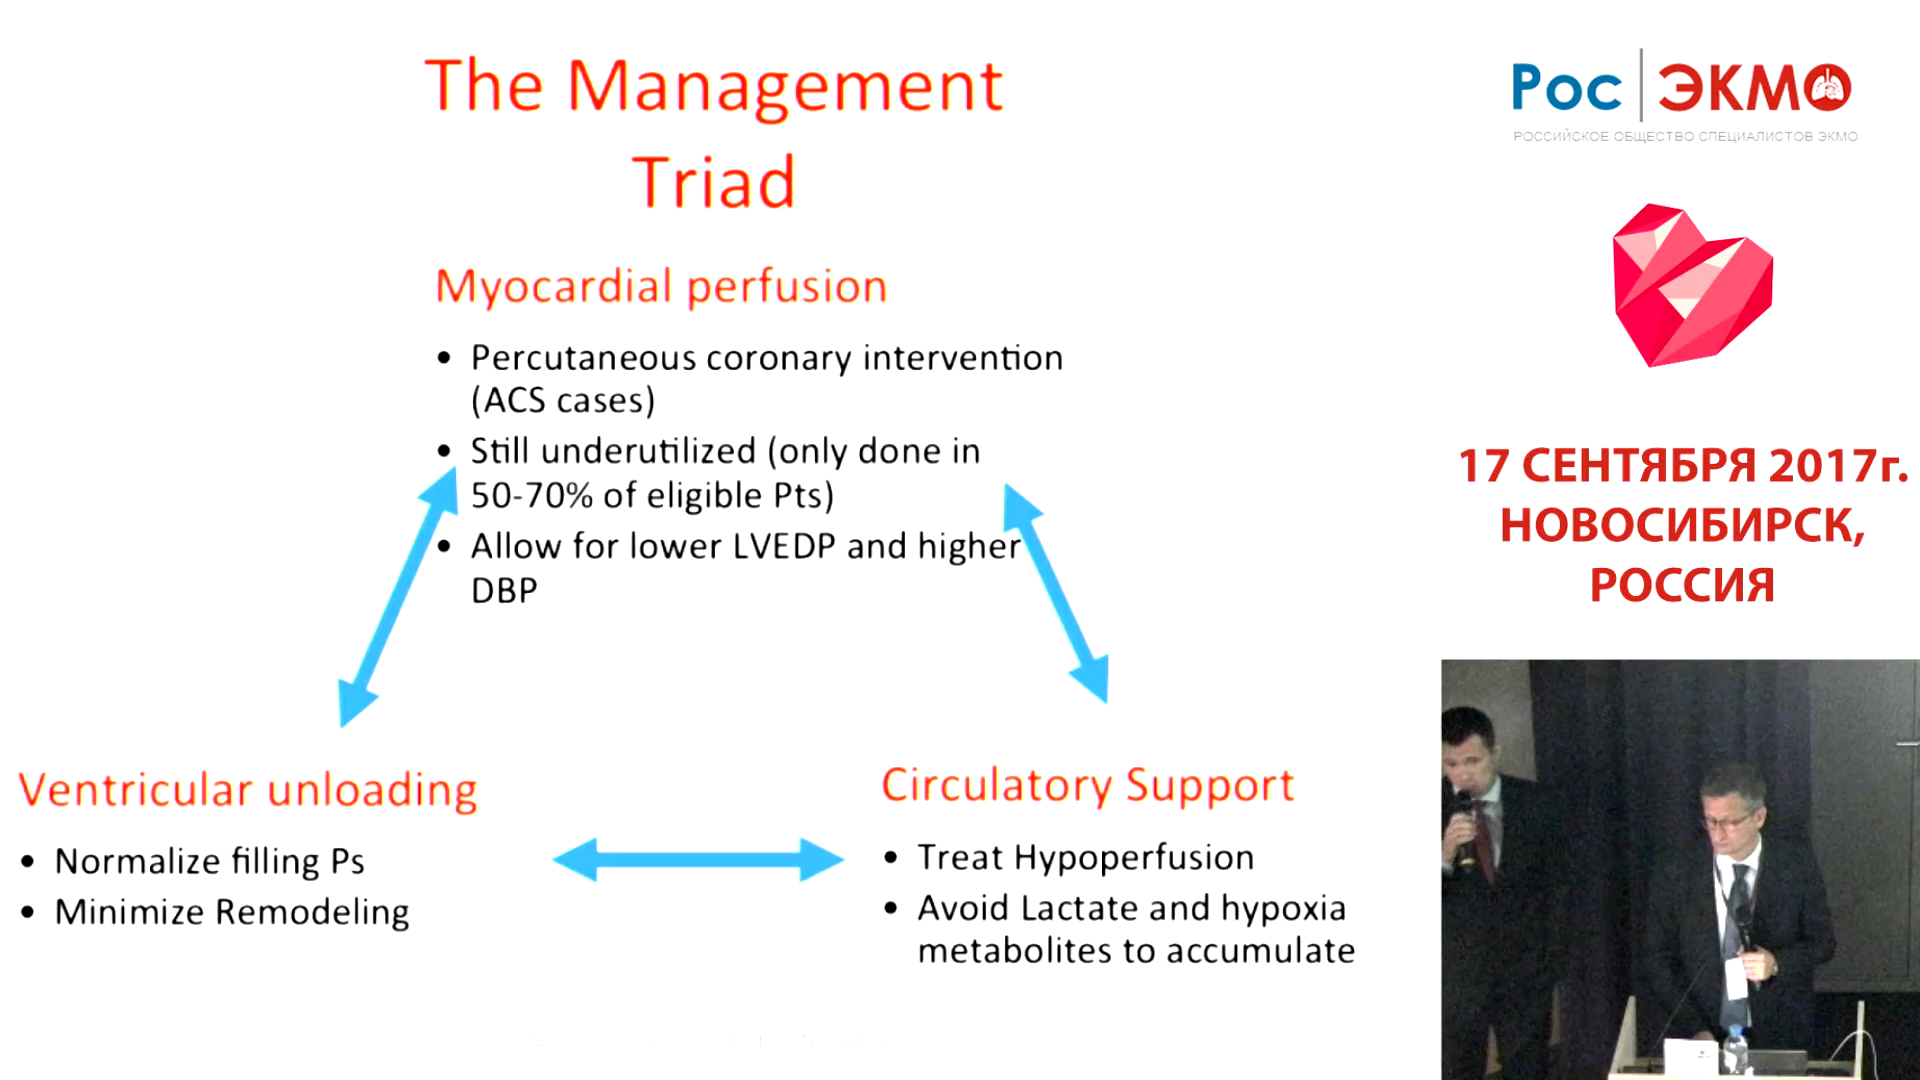 The Management
Triad
Myocardial perfusion
• Percutaneous coronary intervention
(ACS cases)
• Still underutilized (only done in
50-70% of eligible Pts)
• Allow for lower LVEDP and higher
DBP
Ventricular unloading
• Normalize filling Ps
• Minimize Remodeling
Circulatory Support
• Treat Hypoperfusion
• Avoid Lactate and hypoxia
metabolites to accumulate
Рос ЭКМО
РОССИЙСКОЕ ОБЩЕСТВО СПЕЦИАЛИСТОВ ЭКМО
17 СЕНТЯБРЯ 2017г.
НОВОСИБИРСК,
РОССИЯ